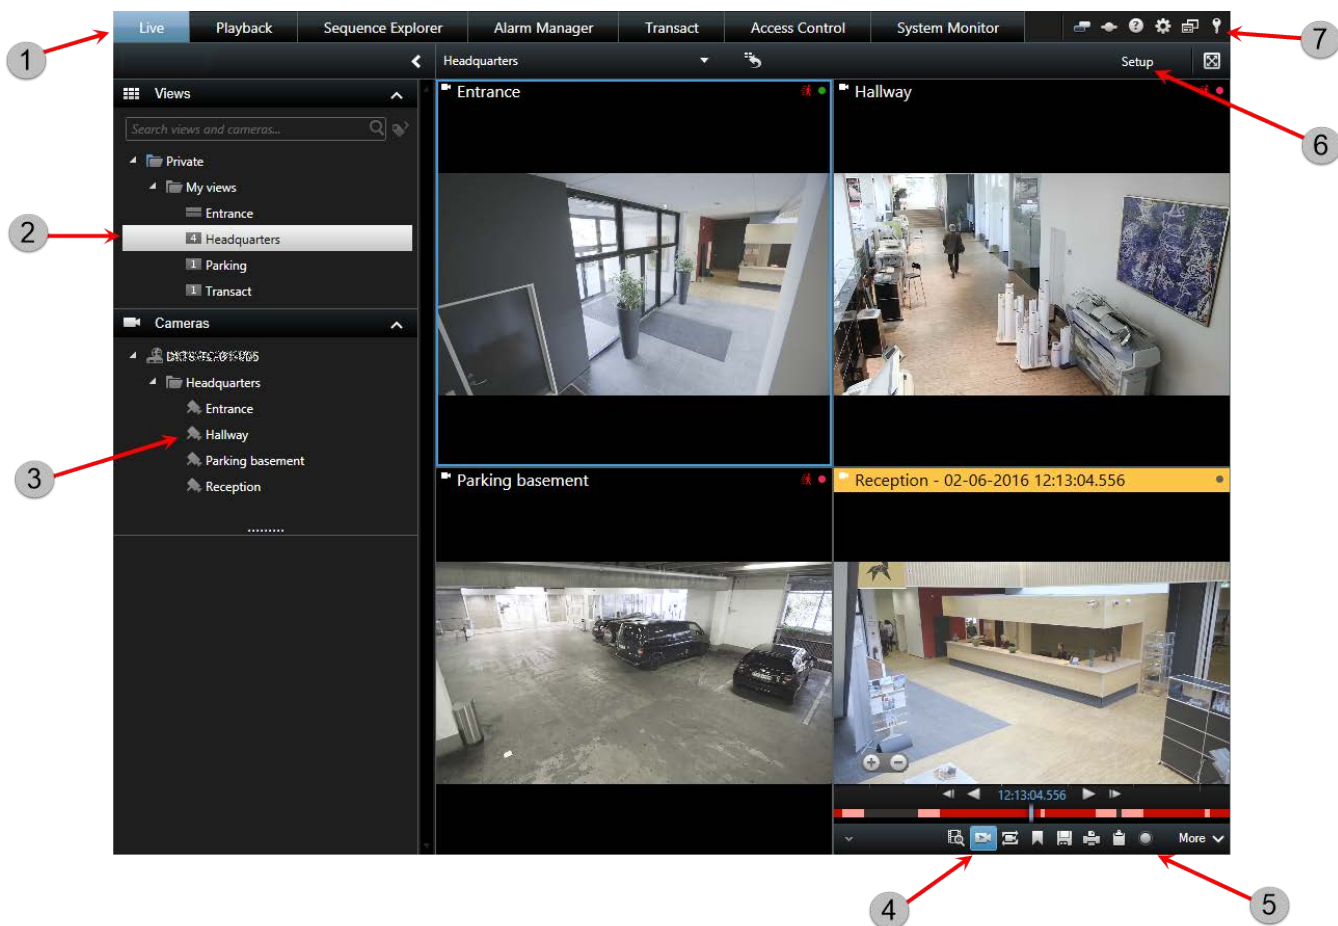 Live Playback Sequence Explorer Alarm Manager Transact Access Control System Monitor
1
7
Headquarters Setup
Views
Entrance
Hallway
Search views and cameras...
6
Private
My views
Entrance
2
Headquarters
1 Parking
1 Transact
4
Cameras
Headquarters
Entrance
Hallway
3
Parking basement
Reception
Parking basement
Reception - 02-06-2016 12:13:04.556
12:13:04.556
More
4
5